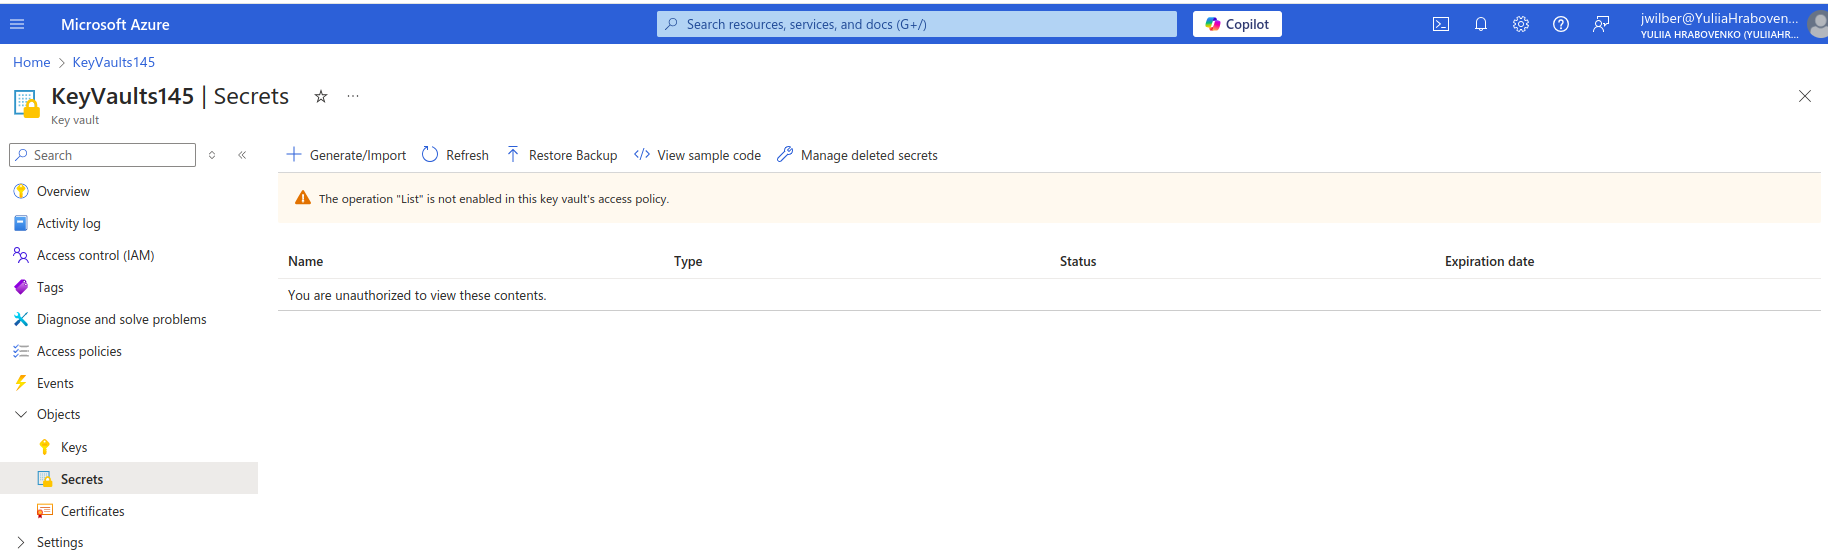 Microsoft Azure
Search resources, services, and docs (G+/)
Copilot
jwilber@YuliiaHraboven...
YULIIA HRABOVENKO (YULIIAHR...
Home > KeyVaults145
KeyVaults145 | Secrets
Key vault
Search
Generate/Import
Refresh
Restore Backup
View sample code
Manage deleted secrets
Overview
Activity log
Access control (IAM)
Tags
Diagnose and solve problems
Access policies
Events
Objects
Keys
Secrets
Certificates
Settings
The operation "List" is not enabled in this key vault's access policy.
Name Type Status Expiration date
You are unauthorized to view these contents.